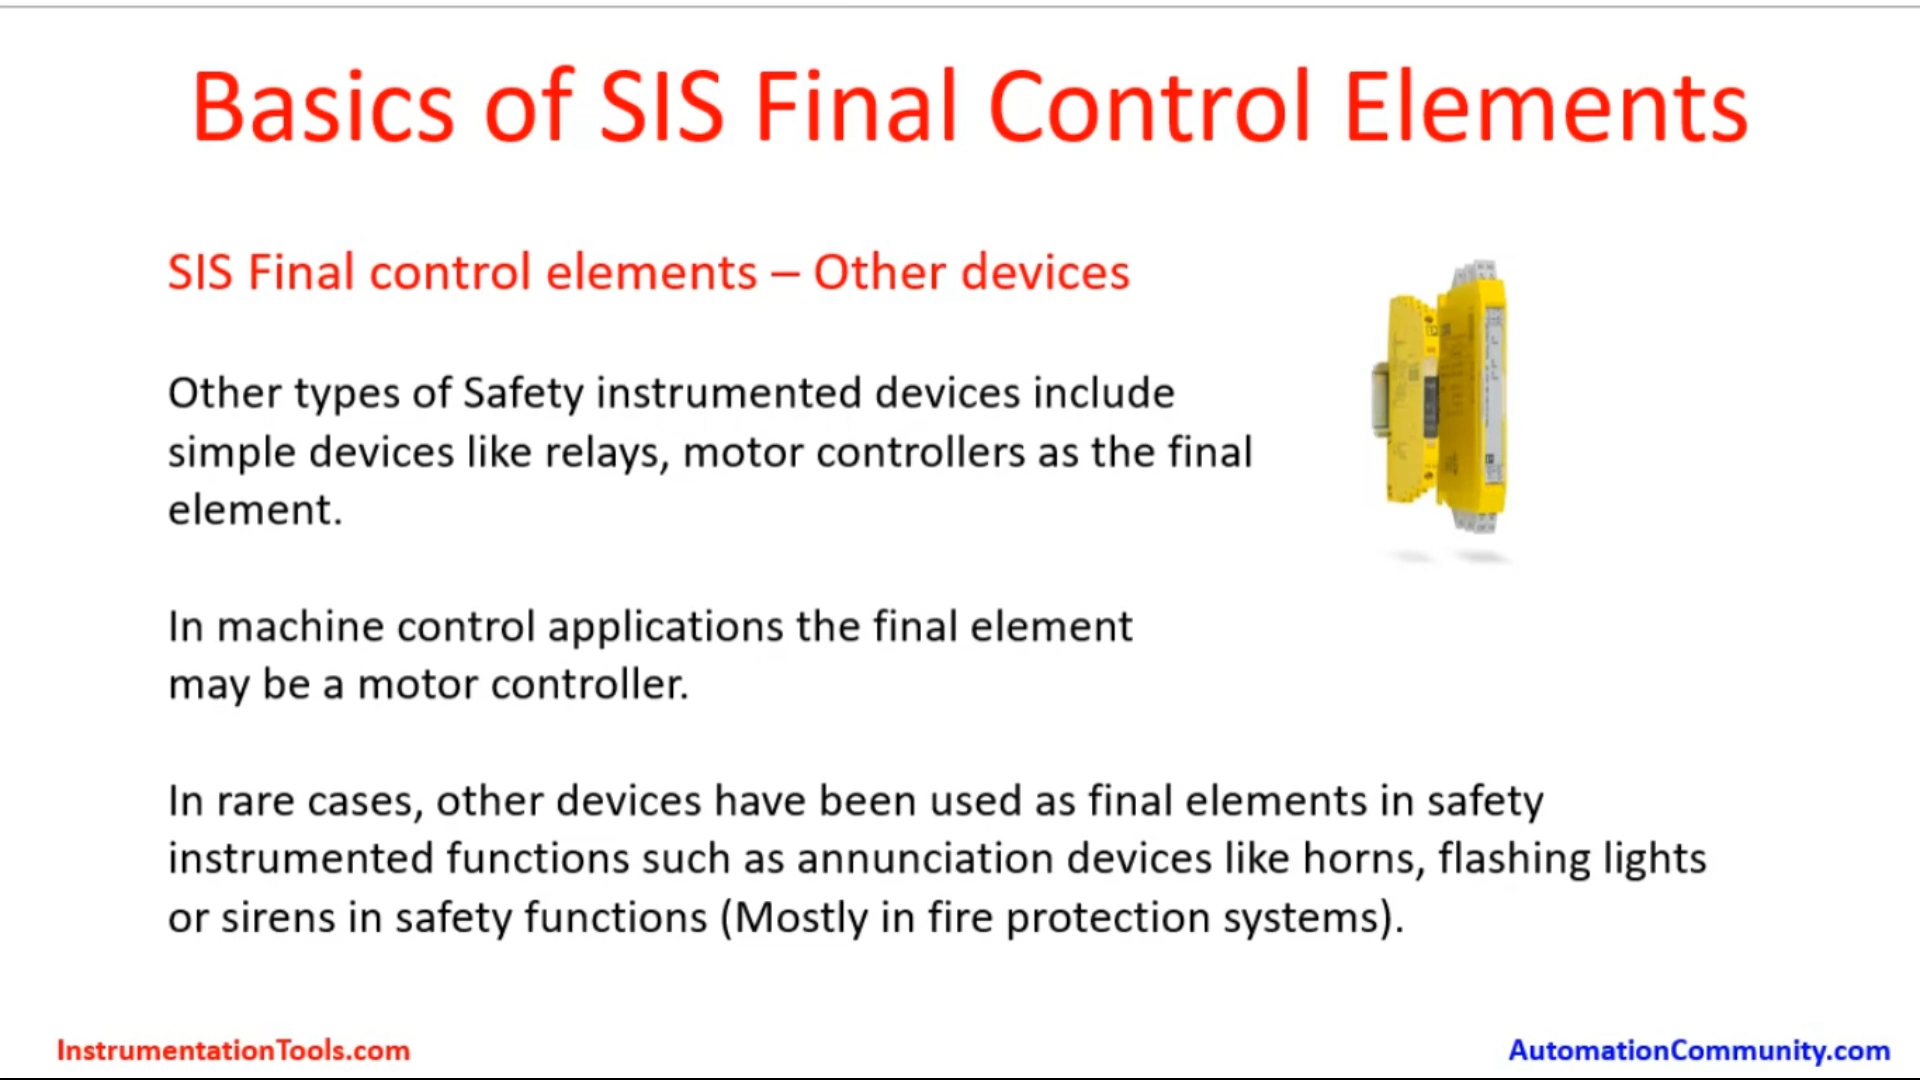 Basics of SIS Final Control Elements
SIS Final control elements – Other devices
Other types of Safety instrumented devices include
simple devices like relays, motor controllers as the final
element.
In machine control applications the final element
may be a motor controller.
In rare cases, other devices have been used as final elements in safety
instrumented functions such as annunciation devices like horns, flashing lights
or sirens in safety functions (Mostly in fire protection systems).
InstrumentationTools.com
AutomationCommunity.com